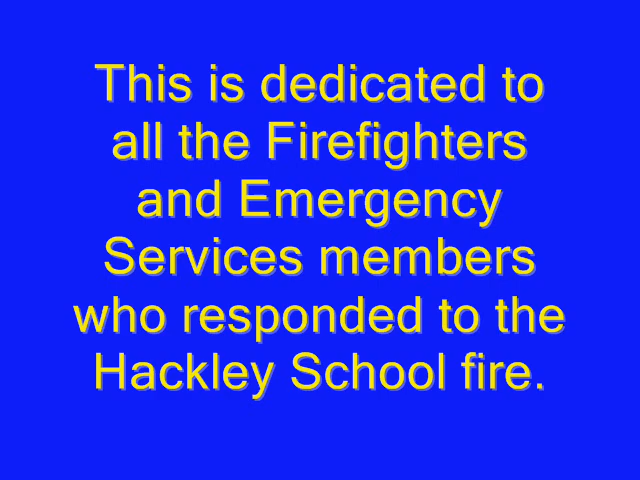 This is dedicated to
all the Firefighters
and Emergency
Services members
who responded to the
Hackley School fire.